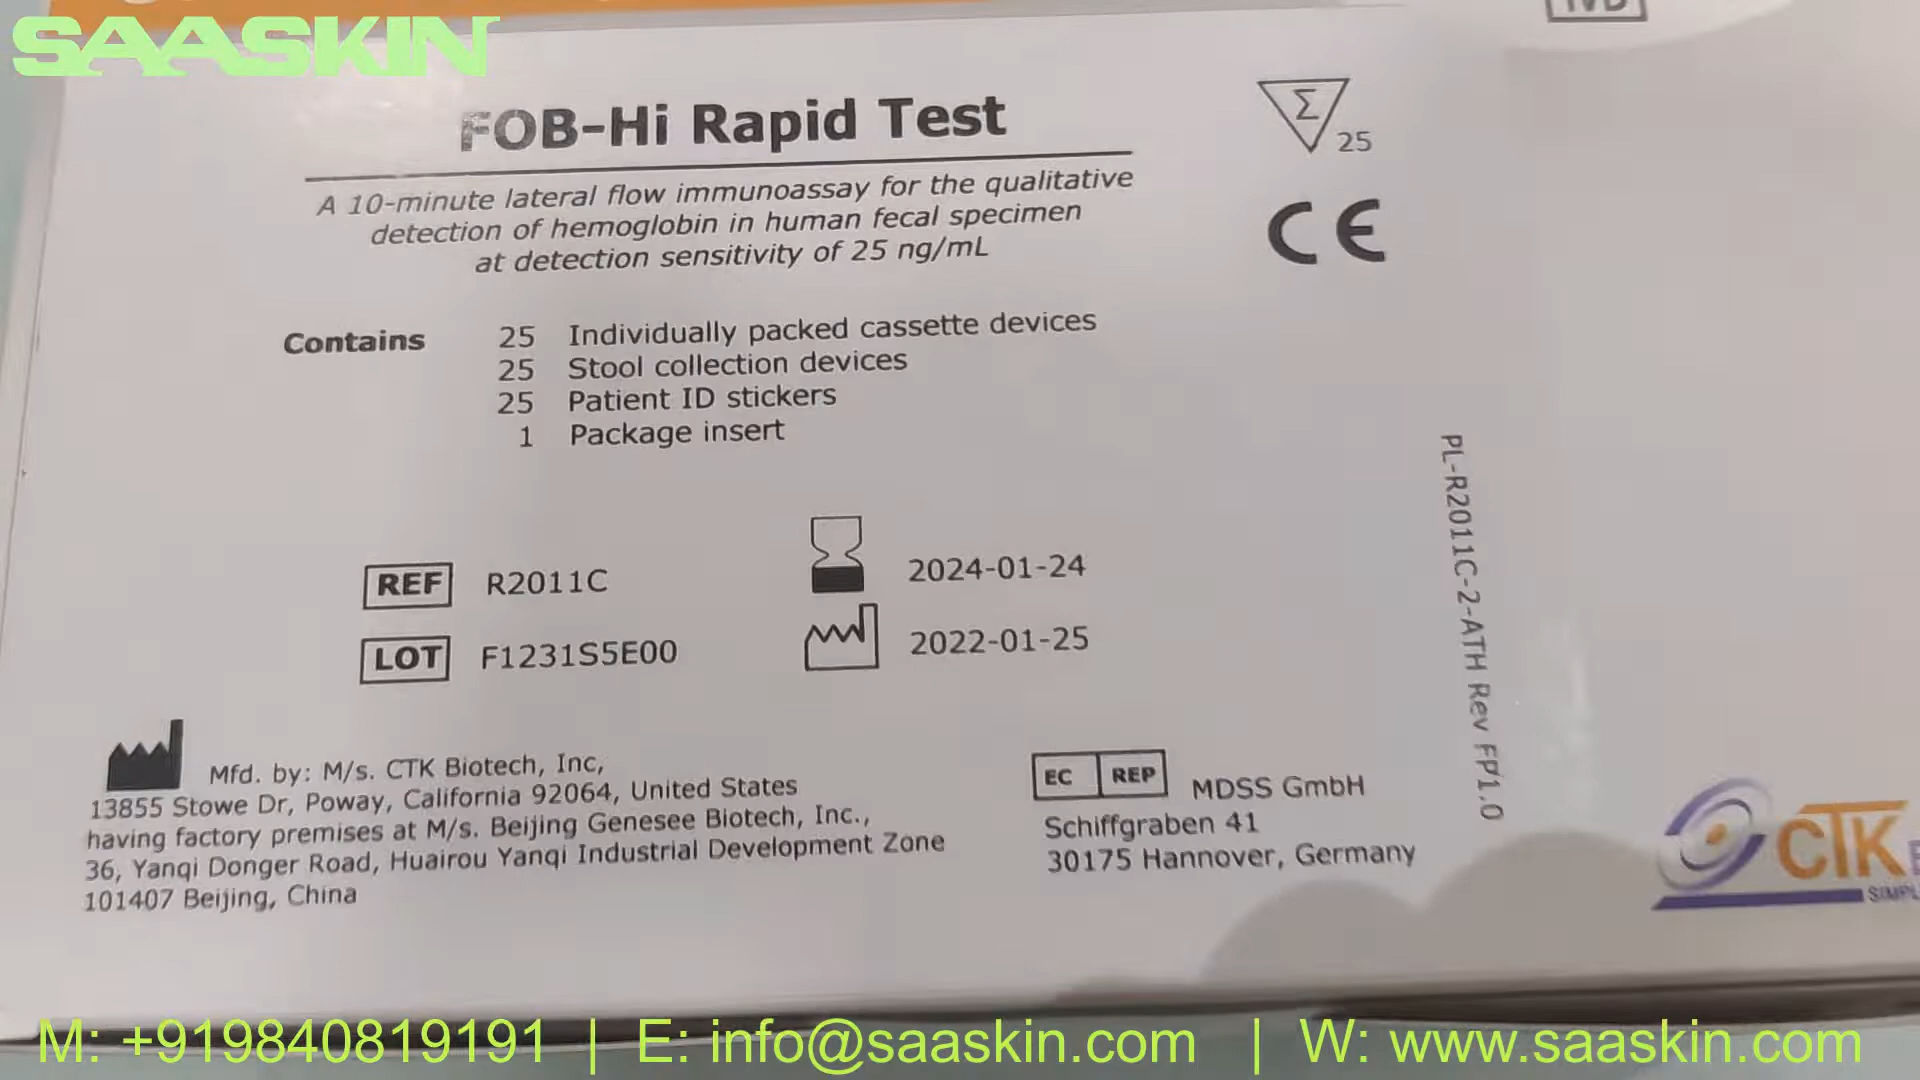 SAASKIN
IVD
FOB-Hi Rapid Test
Σ
25
A 10-minute lateral flow immunoassay for the qualitative
detection of hemoglobin in human fecal specimen
at detection sensitivity of 25 ng/mL
CE
Contains
25 Individually packed cassette devices
25 Stool collection devices
25 Patient ID stickers
1 Package insert
REF R2011C
2024-01-24
LOT F1231S5E00
2022-01-25
PL-R2011C-2-ATH Rev FP1.0
Mfd. by: M/s. CTK Biotech, Inc,
13855 Stowe Dr, Poway, California 92064, United States
having factory premises at M/s. Beijing Genesee Biotech, Inc.,
36, Yanqi Donger Road, Huairou Yanqi Industrial Development Zone
101407 Beijing, China
EC REP MDSS GmbH
Schiffgraben 41
30175 Hannover, Germany
CTK
M: +919840819191 | E: info@saaskin.com | W: www.saaskin.com